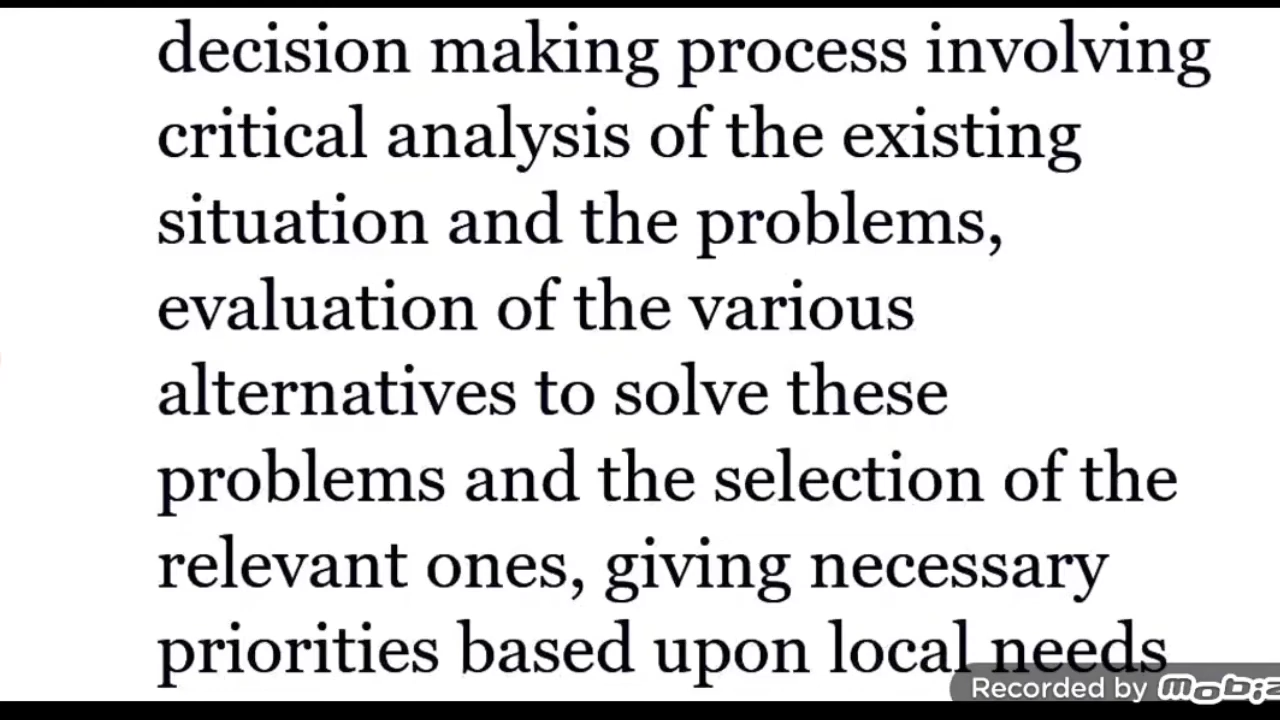 decision making process involving
critical analysis of the existing
situation and the problems,
evaluation of the various
alternatives to solve these
problems and the selection of the
relevant ones, giving necessary
priorities based upon local needs
Recorded by